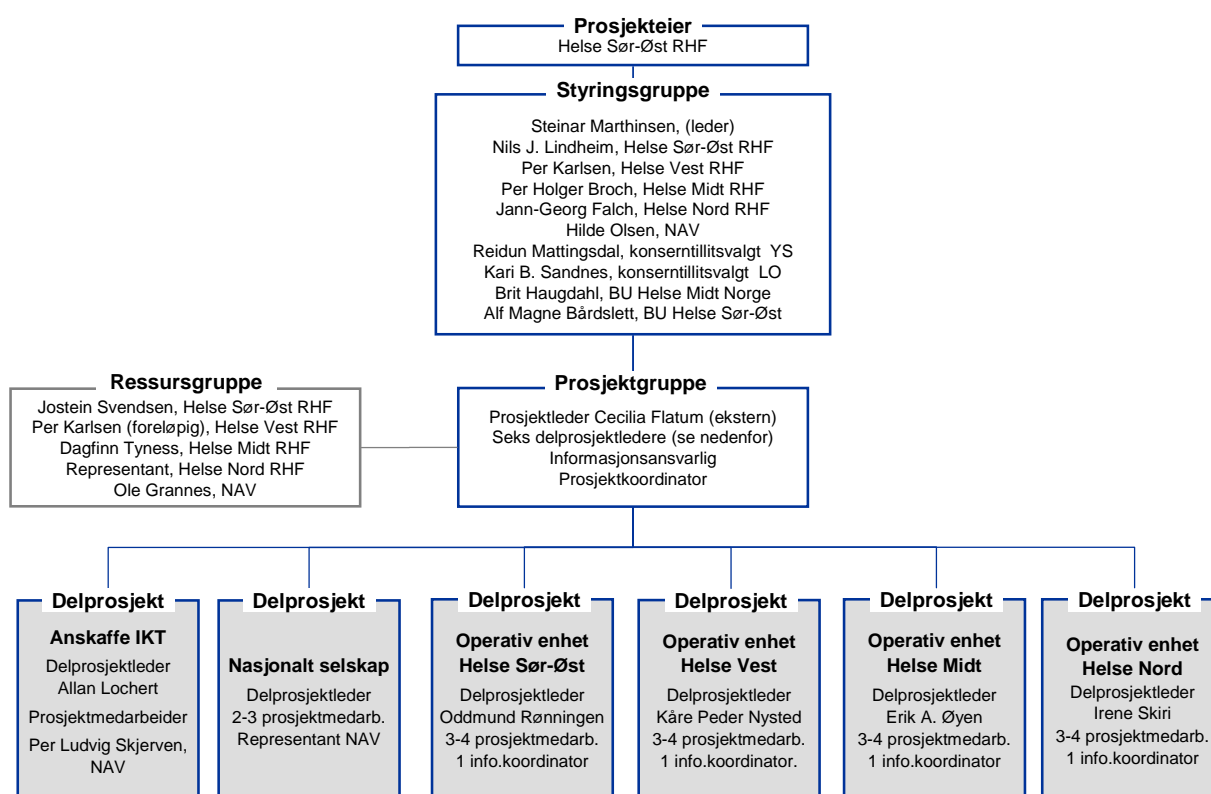 Prosjekteier
Helse Sør-Øst RHF
Styringsgruppe
Steinar Marthinsen, (leder)
Nils J. Lindheim, Helse Sør-Øst RHF
Per Karlsen, Helse Vest RHF
Per Holger Broch, Helse Midt RHF
Jann-Georg Falch, Helse Nord RHF
Hilde Olsen, NAV
Reidun Mattingsdal, konserntillitsvalgt YS
Kari B. Sandnes, konserntillitsvalgt LO
Brit Haugdahl, BU Helse Midt Norge
Alf Magne Bårdslett, BU Helse Sør-Øst
Ressursgruppe
Jostein Svendsen, Helse Sør-Øst RHF
Per Karlsen (foreløpig), Helse Vest RHF
Dagfinn Tyness, Helse Midt RHF
Representant, Helse Nord RHF
Ole Grannes, NAV
Prosjektgruppe
Prosjektleder Cecilia Flatum (ekstern)
Seks delprosjektledere (se nedenfor)
Informasjonsansvarlig
Prosjektkoordinator
Delprosjekt
Anskaffe IKT
Delprosjektleder
Allan Lochert
Prosjektmedarbeider
Per Ludvig Skjerven,
NAV
Delprosjekt
Nasjonalt selskap
Delprosjektleder
2-3 prosjektmedarb.
Representant NAV
Delprosjekt
Operativ enhet
Helse Sør-Øst
Delprosjektleder
Oddmund Rønningen
3-4 prosjektmedarb.
1 info.koordinator
Delprosjekt
Operativ enhet
Helse Vest
Delprosjektleder
Kåre Peder Nysted
3-4 prosjektmedarb.
1 info.koordinator.
Delprosjekt
Operativ enhet
Helse Midt
Delprosjektleder
Erik A. Øyen
3-4 prosjektmedarb.
1 info.koordinator
Delprosjekt
Operativ enhet
Helse Nord
Delprosjektleder
Irene Skiri
3-4 prosjektmedarb.
1 info.koordinator